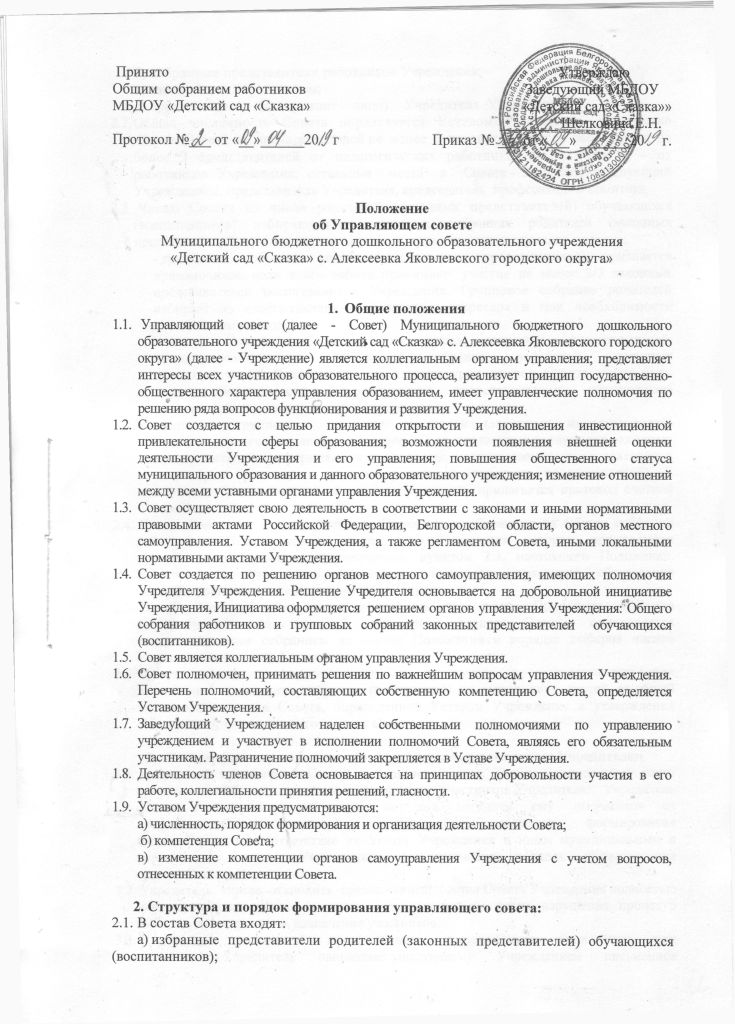 Принято
Общим собранием работников
МБДОУ «Детский сад «Сказка»
Протокол № 2 от «09» 04 2019 г
Утверждаю
Заведующий МБДОУ
«Детский сад «Сказка»»
Шелковина Е.Н.
Приказ № от « » 2019 г.
ОГРН
Положение
об Управляющем совете
Муниципального бюджетного дошкольного образовательного учреждения
«Детский сад «Сказка» с. Алексеевка Яковлевского городского округа»
1. Общие положения
1.1. Управляющий совет (далее - Совет) Муниципального бюджетного дошкольного
образовательного учреждения «Детский сад «Сказка» с. Алексеевка Яковлевского городского
округа» (далее - Учреждение) является коллегиальным органом управления; представляет
интересы всех участников образовательного процесса, реализует принцип государственно-
общественного характера управления образованием, имеет управленческие полномочия по
решению ряда вопросов функционирования и развития Учреждения.
1.2. Совет создается с целью придания открытости и повышения инвестиционной
привлекательности сферы образования; возможности появления внешней оценки
деятельности Учреждения и его управления; повышения общественного статуса
муниципального образования и данного образовательного учреждения; изменение отношений
между всеми уставными органами управления Учреждения.
1.3. Совет осуществляет свою деятельность в соответствии с законами и иными нормативными
правовыми актами Российской Федерации, Белгородской области, органов местного
самоуправления. Уставом Учреждения, а также регламентом Совета, иными локальными
нормативными актами Учреждения.
1.4. Совет создается по решению органов местного самоуправления, имеющих полномочия
Учредителя Учреждения. Решение Учредителя основывается на добровольной инициативе
Учреждения, Инициатива оформляется решением органов управления Учреждения: Общего
собрания работников и групповых собраний законных представителей обучающихся
(воспитанников).
1.5. Совет является коллегиальным органом управления Учреждения.
1.6. Совет полномочен, принимать решения по важнейшим вопросам управления Учреждения.
Перечень полномочий, составляющих собственную компетенцию Совета, определяется
Уставом Учреждения.
1.7. Заведующий Учреждением наделен собственными полномочиями по управлению
учреждением и участвует в исполнении полномочий Совета, являясь его обязательным
участникам. Разграничение полномочий закрепляется в Уставе Учреждения.
1.8. Деятельность членов Совета основывается на принципах добровольности участия в его
работе, коллегиальности принятия решений, гласности.
1.9. Уставом Учреждения предусматриваются:
а) численность, порядок формирования и организация деятельности Совета;
б) компетенция Совета;
в) изменение компетенции органов самоуправления Учреждения с учетом вопросов,
отнесенных к компетенции Совета.
2. Структура и порядок формирования управляющего совета:
2.1. В состав Совета входят:
а) избранные представители родителей (законных представителей) обучающихся
(воспитанников);